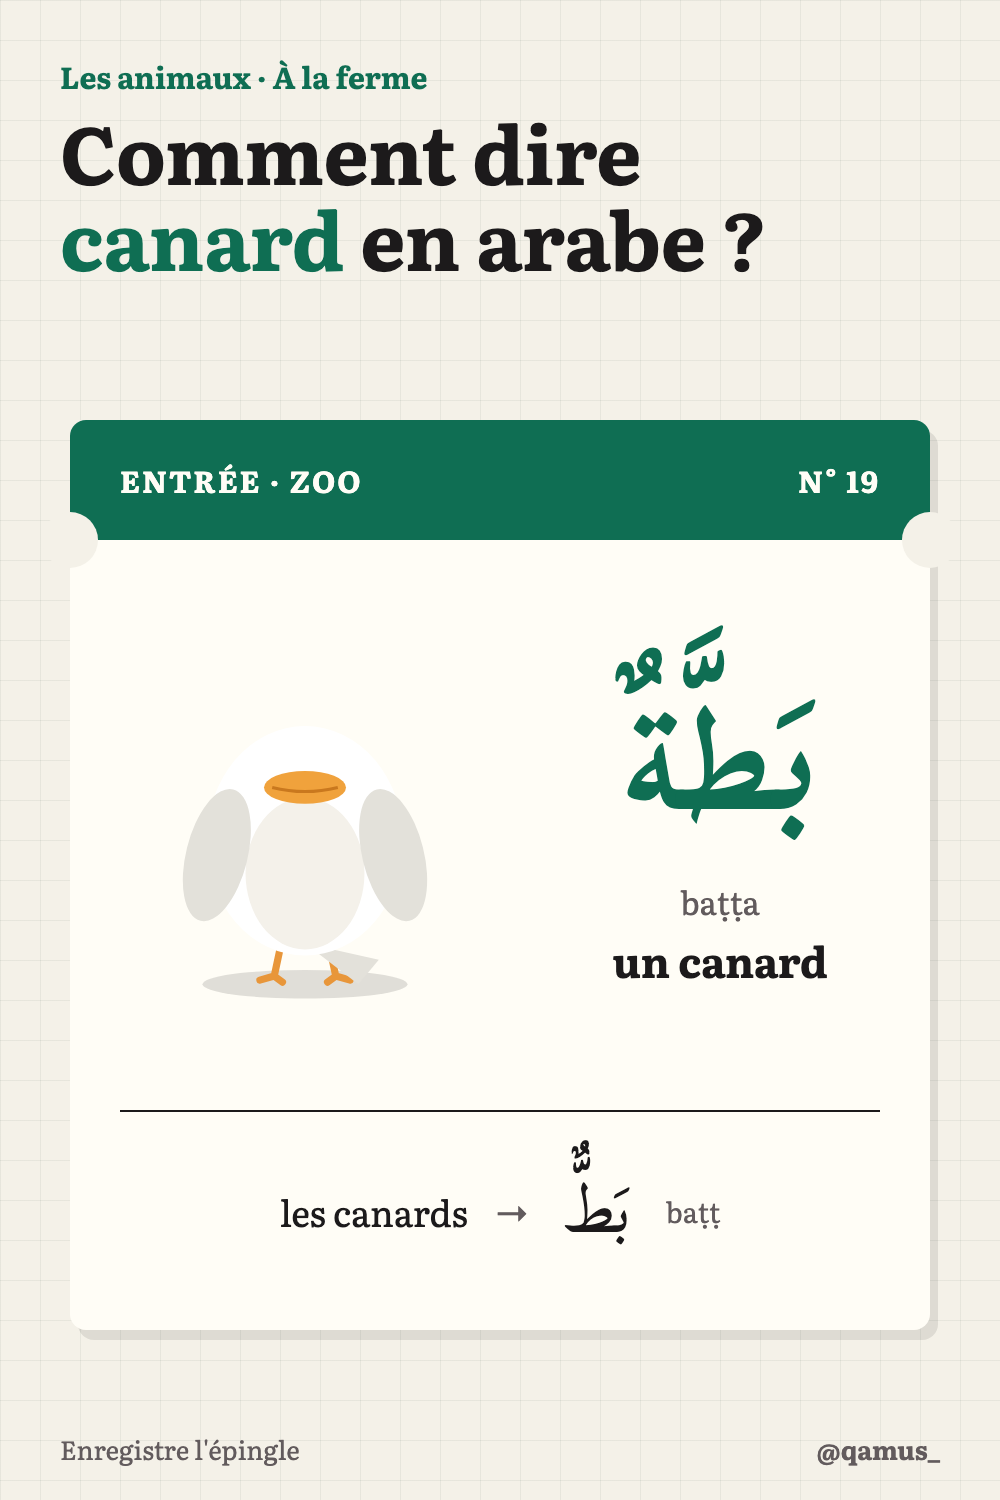 Les animaux · À la ferme
Comment dire
canard en arabe ?
ENTRÉE · ZOO
N° 19
بَطَّةٌ
baṭṭa
un canard
les canards → بَطٌّ baṭṭ
Enregistre l'épingle
@qamus_